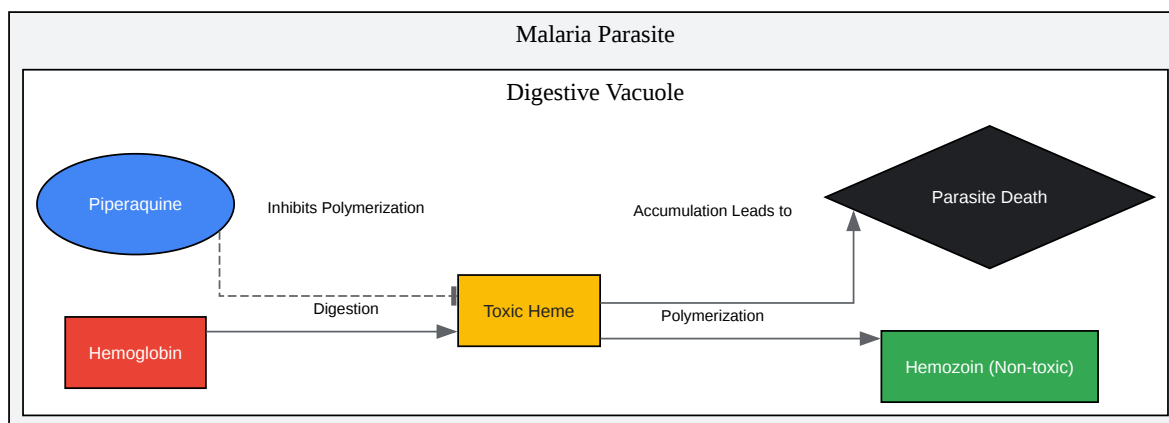 Malaria Parasite
Digestive Vacuole
Piperaquine
Inhibits Polymerization
Accumulation Leads to
Parasite Death
Digestion
Toxic Heme
Polymerization
Hemoglobin
Hemozoin (Non-toxic)